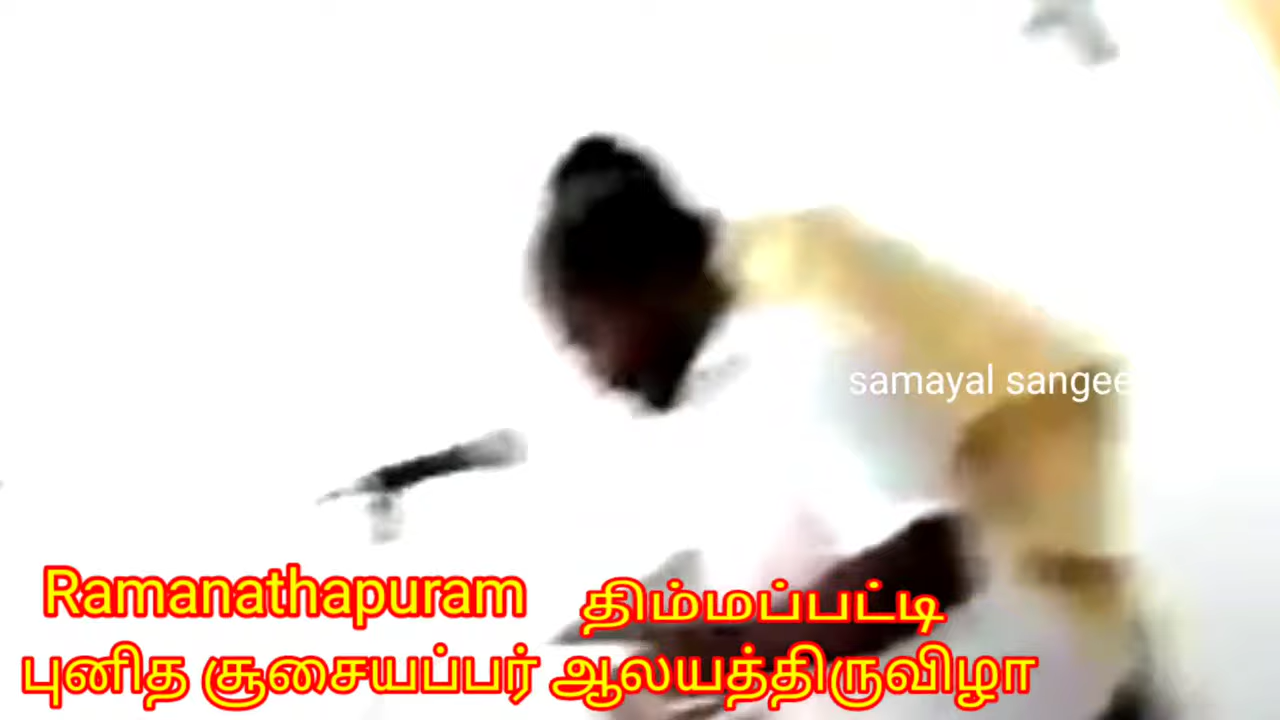 samayal sangee
Ramanathapuram திம்மப்பட்டி
புனித சூசையப்பர் ஆலயத்திருவிழா